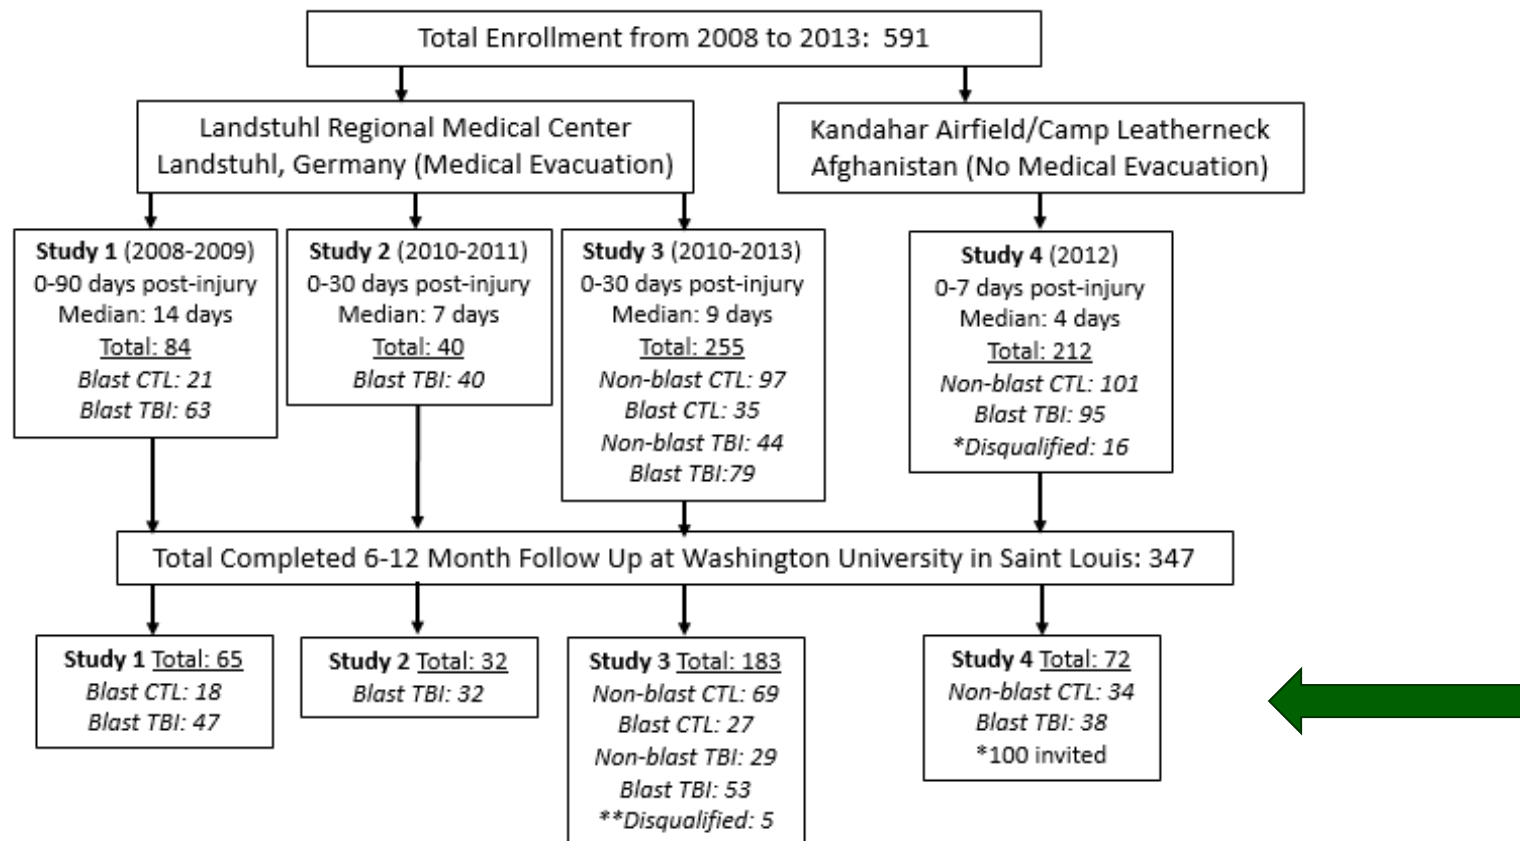 Total Enrollment from 2008 to 2013: 591
Landstuhl Regional Medical Center
Landstuhl, Germany (Medical Evacuation)
Kandahar Airfield/Camp Leatherneck
Afghanistan (No Medical Evacuation)
Study 1 (2008-2009)
0-90 days post-injury
Median: 14 days
Total: 84
Blast CTL: 21
Blast TBI: 63
Study 2 (2010-2011)
0-30 days post-injury
Median: 7 days
Total: 40
Blast TBI: 40
Study 3 (2010-2013)
0-30 days post-injury
Median: 9 days
Total: 255
Non-blast CTL: 97
Blast CTL: 35
Non-blast TBI: 44
Blast TBI:79
Study 4 (2012)
0-7 days post-injury
Median: 4 days
Total: 212
Non-blast CTL: 101
Blast TBI: 95
*Disqualified: 16
Total Completed 6-12 Month Follow Up at Washington University in Saint Louis: 347
Study 1 Total: 65
Blast CTL: 18
Blast TBI: 47
Study 2 Total: 32
Blast TBI: 32
Study 3 Total: 183
Non-blast CTL: 69
Blast CTL: 27
Non-blast TBI: 29
Blast TBI: 53
**Disqualified: 5
Study 4 Total: 72
Non-blast CTL: 34
Blast TBI: 38
*100 invited